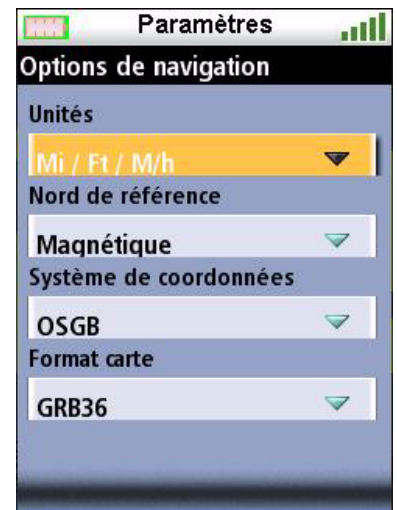 Paramètres
Options de navigation
Unités
Mi / Ft / M/h
Nord de référence
Magnétique
Système de coordonnées
OSGB
Format carte
GRB36